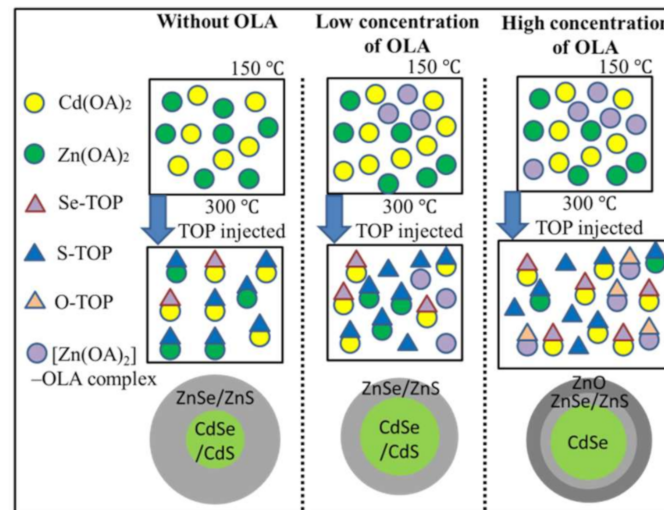 Without OLA
Low concentration
of OLA
High concentration
of OLA
150 °C
150 °C
150 °C
Cd(OA)₂
Zn(OA)₂
Se-TOP
S-TOP
O-TOP
[Zn(OA)₂]
–OLA complex
300 °C
TOP injected
300 °C
TOP injected
300 °C
TOP injected
ZnSe/ZnS
CdSe
/CdS
ZnSe/ZnS
CdSe
/CdS
ZnO
ZnSe/ZnS
CdSe